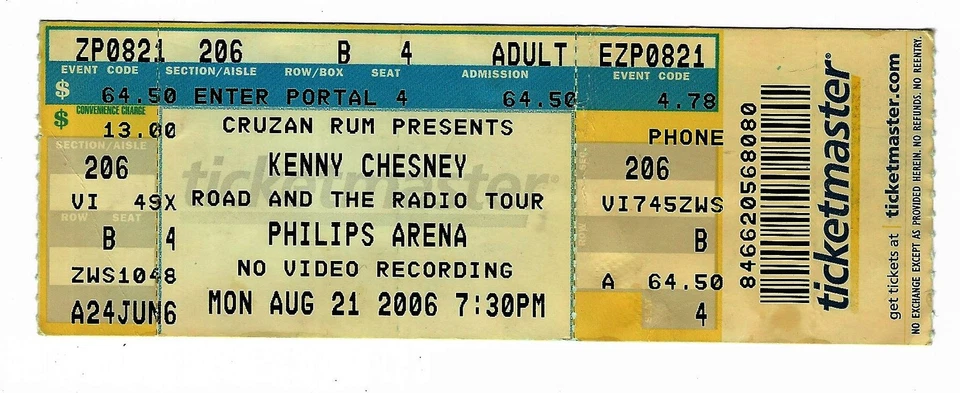 ZP0821 206 B 4 ADULT EZP0821
EVENT CODE SECTION/AISLE ROW/BOX SEAT ADMISSION EVENT CODE
$ 64.50 ENTER PORTAL 4 64.50 4.78
CONVENIENCE CHARGE
$ 13.00 CRUZAN RUM PRESENTS PHONE
SECTION/AISLE
206 KENNY CHESNEY 206
VI 49X ROAD AND THE RADIO TOUR VI745ZWS
ROW SEAT
B 4 PHILIPS ARENA B
ZWS1048 NO VIDEO RECORDING A 64.50
A24JUN6 MON AUG 21 2006 7:30PM 4
ticketmaster®
846620568080
ticketmaster®
get tickets at ticketmaster.com
NO EXCHANGE EXCEPT AS PROVIDED HEREIN. NO REFUNDS. NO REENTRY.